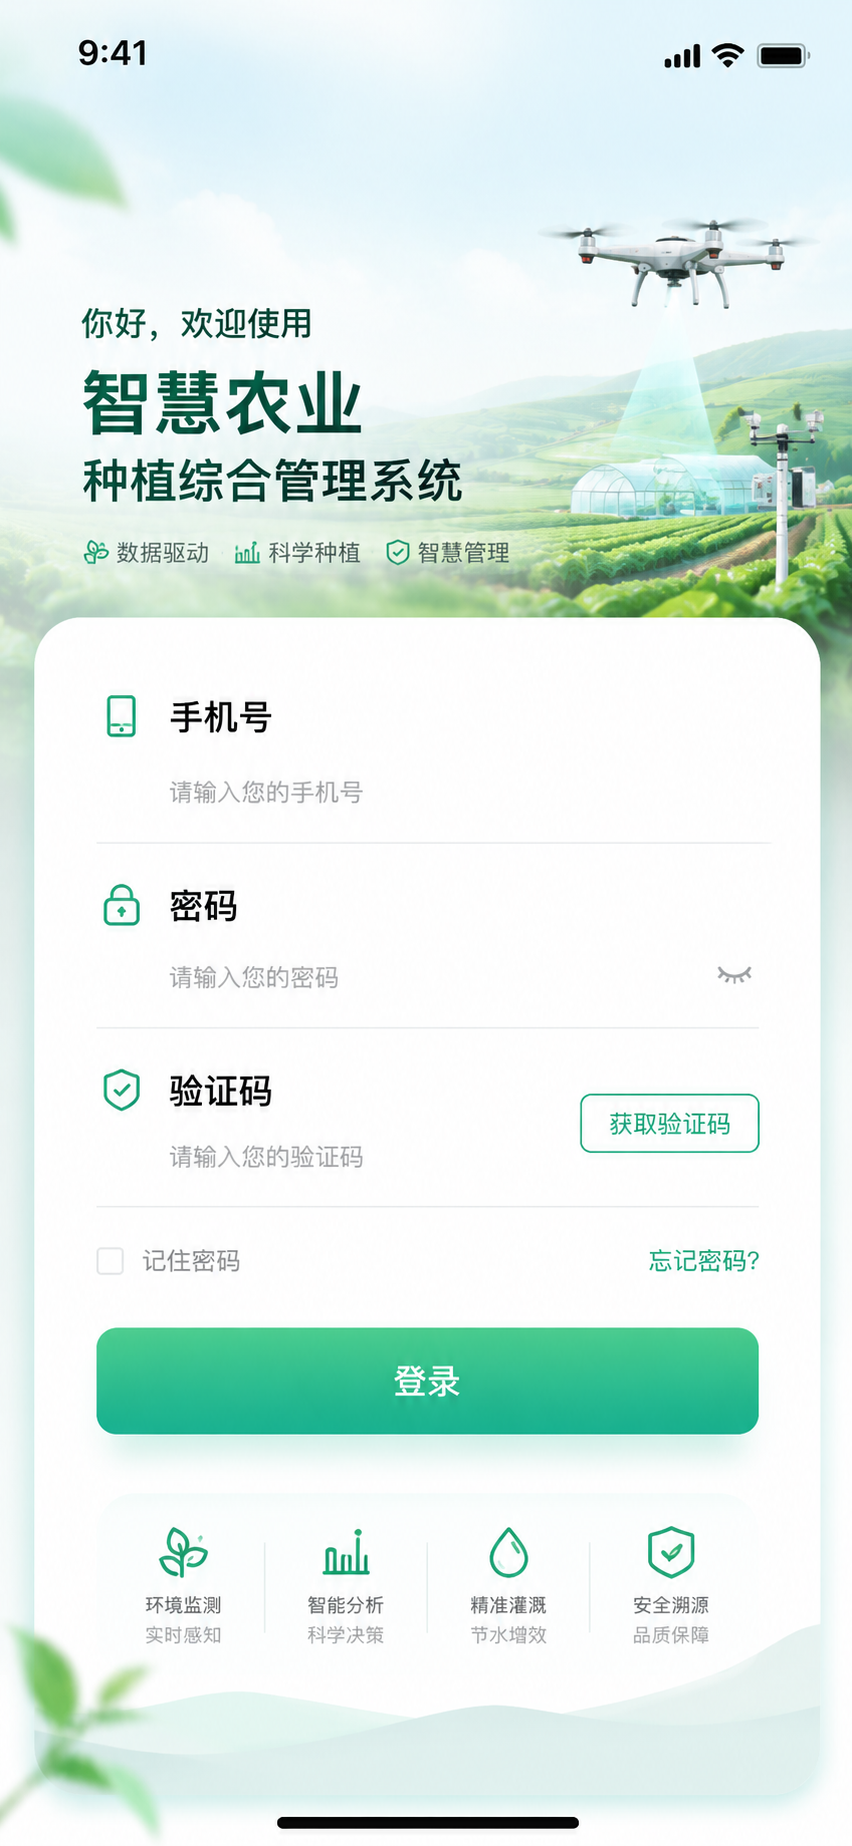 9:41
你好，欢迎使用
智慧农业
种植综合管理系统
数据驱动 科学种植 智慧管理
手机号
请输入您的手机号
密码
请输入您的密码
验证码
请输入您的验证码
获取验证码
记住密码 忘记密码?
登录
环境监测 智能分析 精准灌溉 安全溯源
实时感知 科学决策 节水增效 品质保障